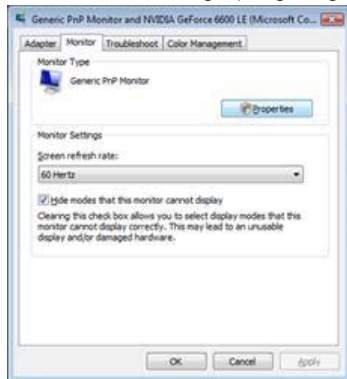 Generic PnP Monitor and NVIDIA GeForce 6600 LE (Microsoft Co...
Adapter Monitor Troubleshoot Color Management
Monitor Type
Generic PnP Monitor
Properties
Monitor Settings
Screen refresh rate:
60 Hertz
Hide modes that this monitor cannot display
Clearing this check box allows you to select display modes that this
monitor cannot display correctly. This may lead to an unusable
display and/or damaged hardware.
OK Cancel Apply